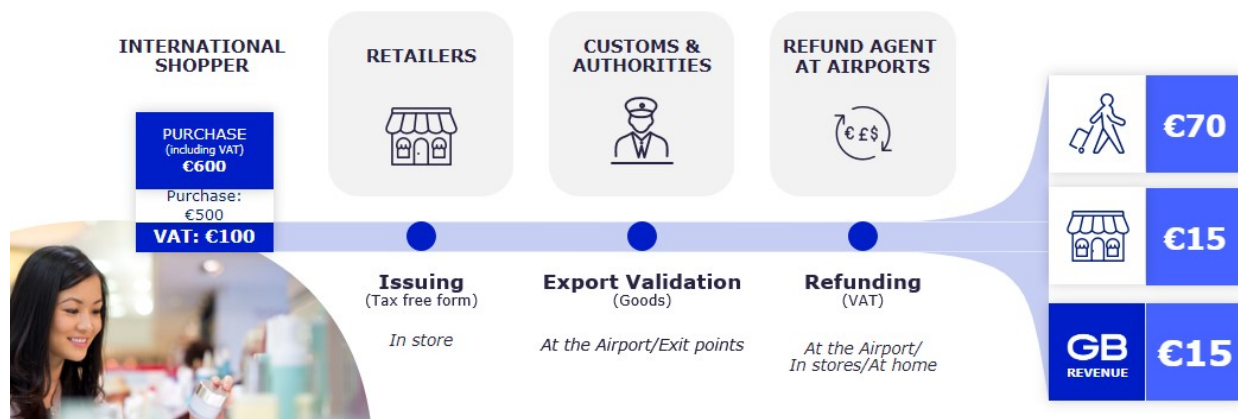 INTERNATIONAL
SHOPPER
PURCHASE
(including VAT)
€600
Purchase:
€500
VAT: €100
RETAILERS
Issuing
(Tax free form)
In store
CUSTOMS &
AUTHORITIES
Export Validation
(Goods)
At the Airport/Exit points
REFUND AGENT
AT AIRPORTS
€£$
Refunding
(VAT)
At the Airport/
In stores/At home
€70
€15
GB
REVENUE
€15